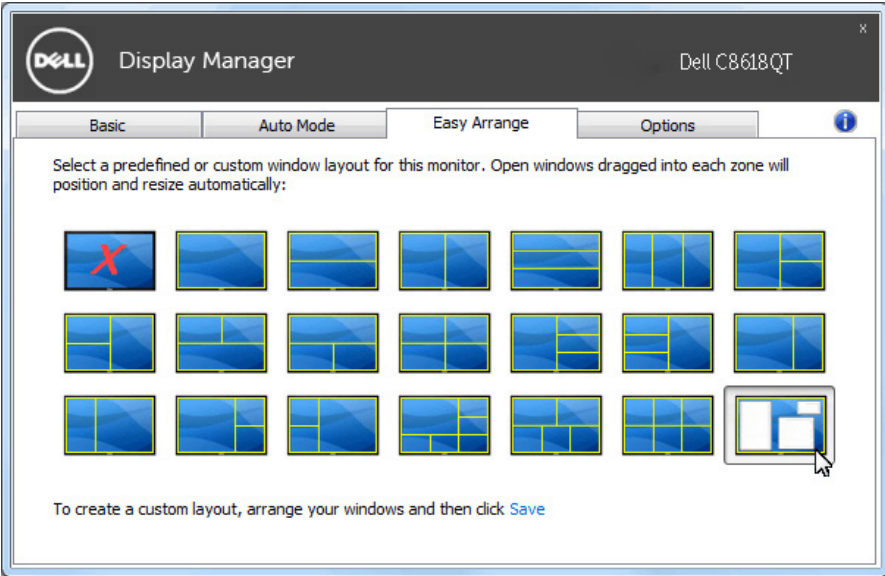 x
DELL
Display Manager
Dell C8618QT
Basic
Auto Mode
Easy Arrange
Options
i
Select a predefined or custom window layout for this monitor. Open windows dragged into each zone will
position and resize automatically:
X
To create a custom layout, arrange your windows and then click Save